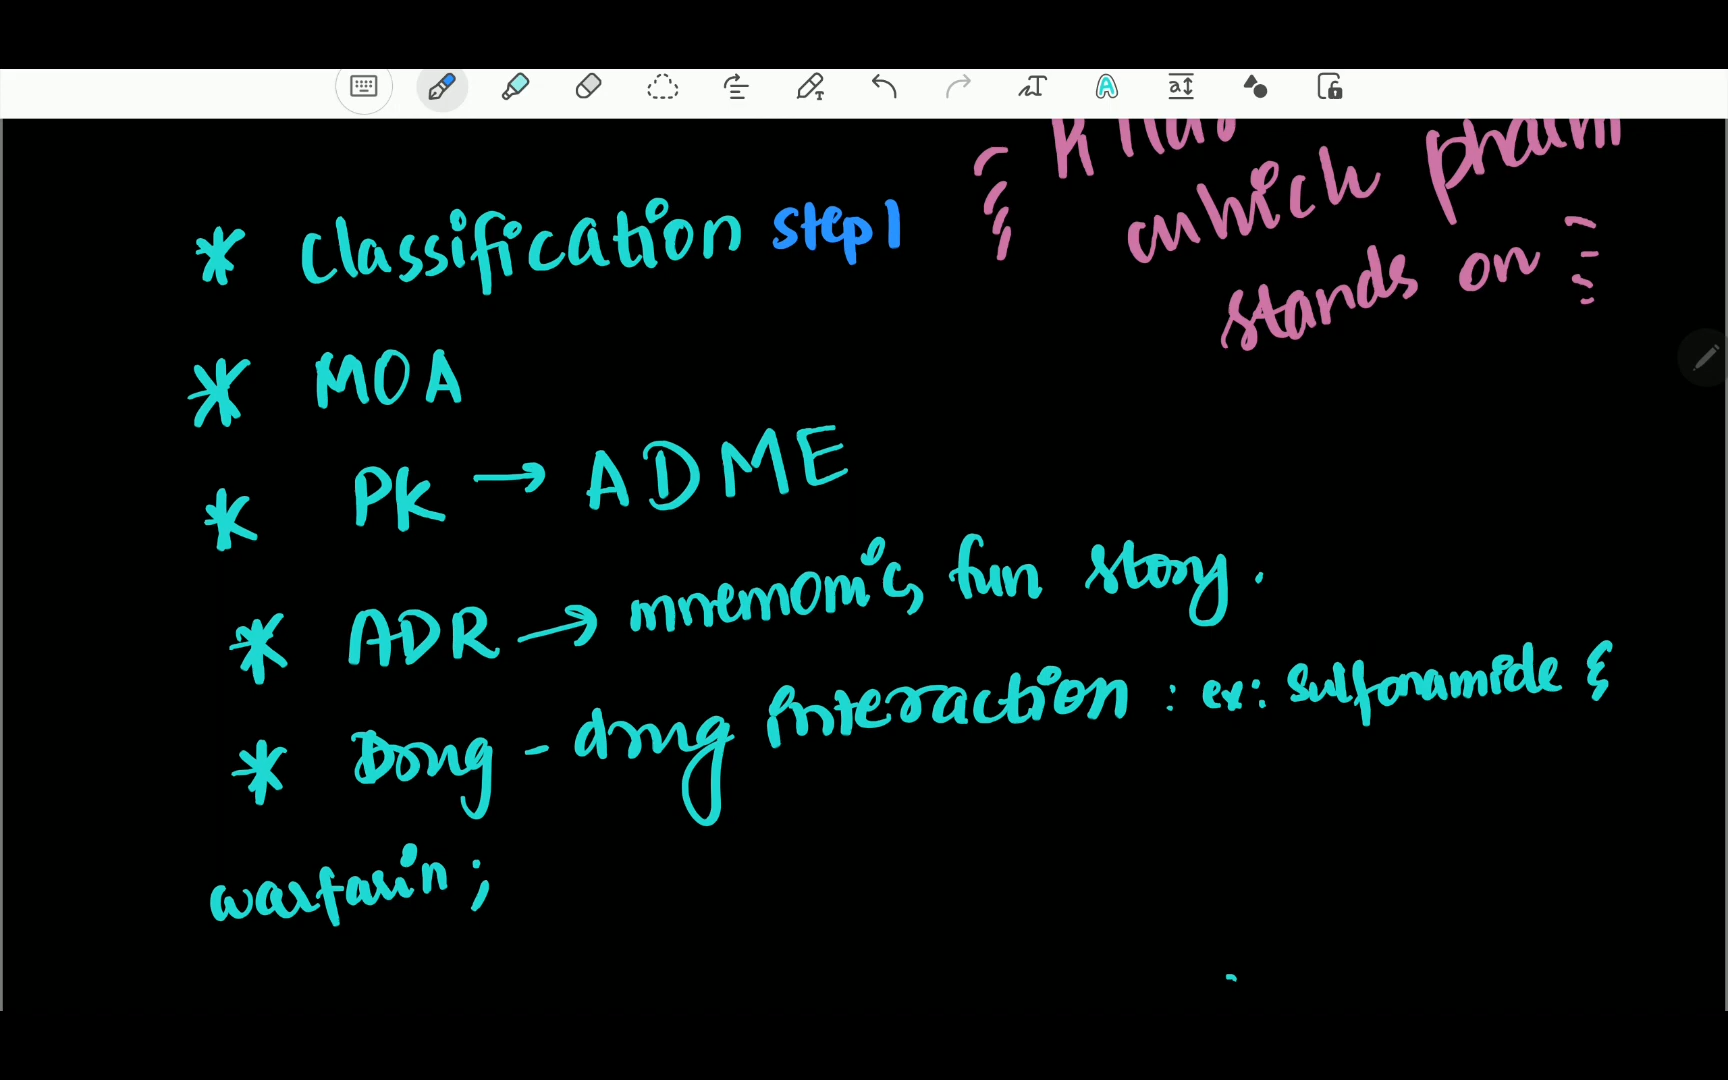 * Classification step 1
which pharm
stands on
* MOA
* PK → ADME
* ADR → mnemonic, fun story.
* Drug - drug interaction : ex: sulfonamide &
warfarin ;